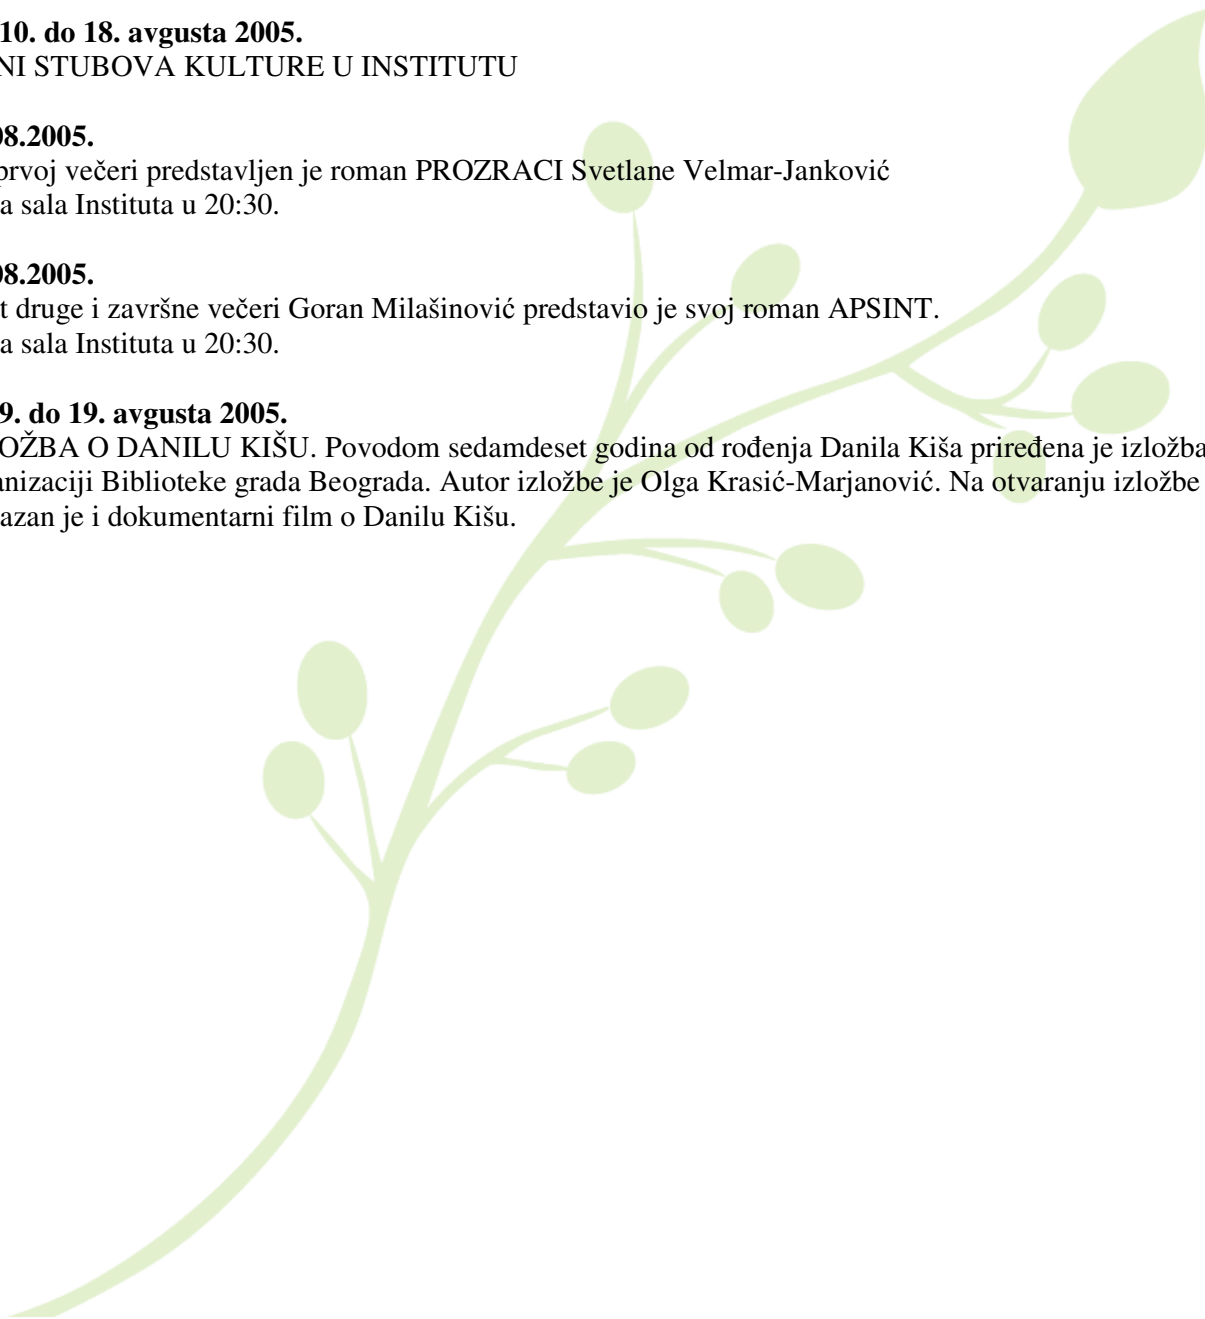 10. do 18. avgusta 2005.
NI STUBOVA KULTURE U INSTITUTU
08.2005.
prvoj večeri predstavljen je roman PROZRACI Svetlane Velmar-Janković
a sala Instituta u 20:30.
08.2005.
t druge i završne večeri Goran Milašinović predstavio je svoj roman APSINT.
a sala Instituta u 20:30.
9. do 19. avgusta 2005.
OŽBA O DANILU KIŠU. Povodom sedamdeset godina od rođenja Danila Kiša priređena je izložba
anizaciji Biblioteke grada Beograda. Autor izložbe je Olga Krasić-Marjanović. Na otvaranju izložbe
azan je i dokumentarni film o Danilu Kišu.